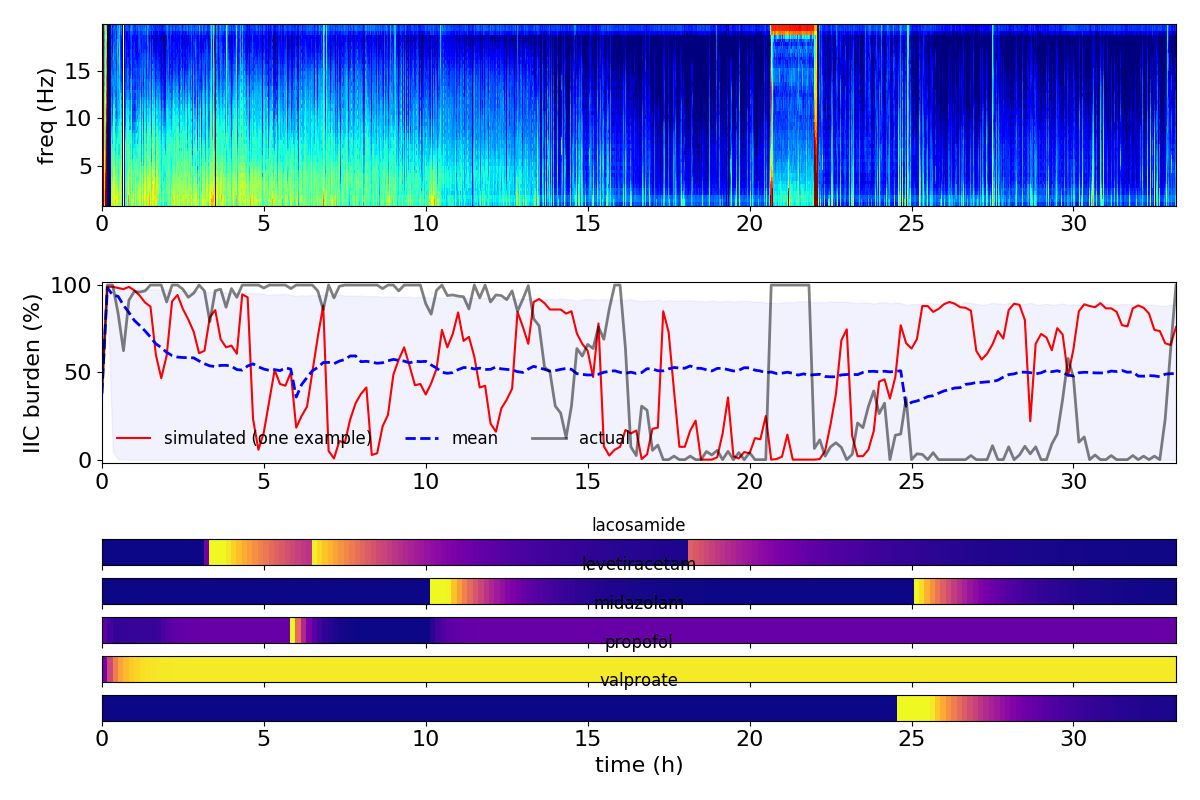 freq (Hz)
15
10
5
0 5 10 15 20 25 30
IIC burden (%)
100
50
0
simulated (one example) mean actual
0 5 10 15 20 25 30
lacosamide
levetiracetam
midazolam
propofol
valproate
0 5 10 15 20 25 30
time (h)